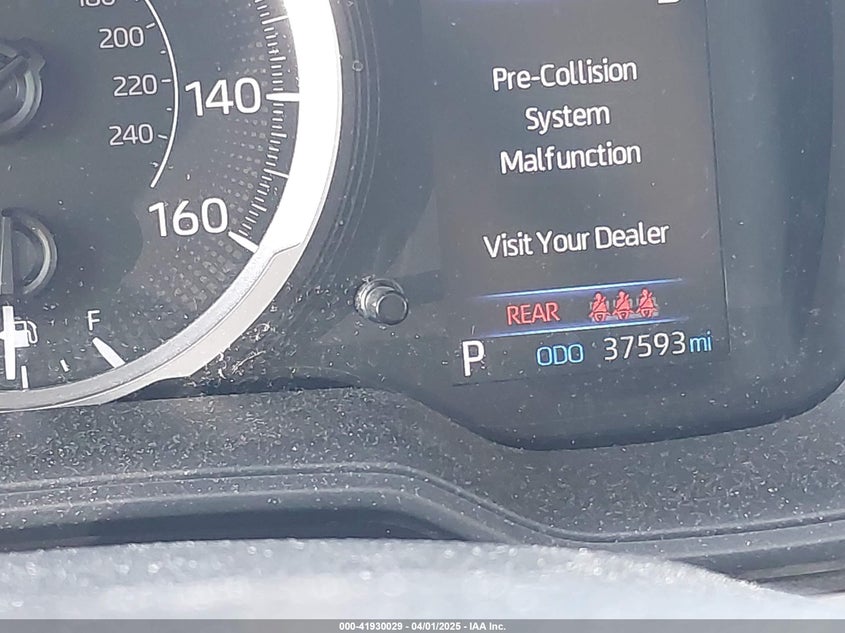 200
220
240
140
160
F
Pre-Collision
System
Malfunction
Visit Your Dealer
REAR
P ODO 37593 mi
000-41930029 - 04/01/2025 - IAA Inc.